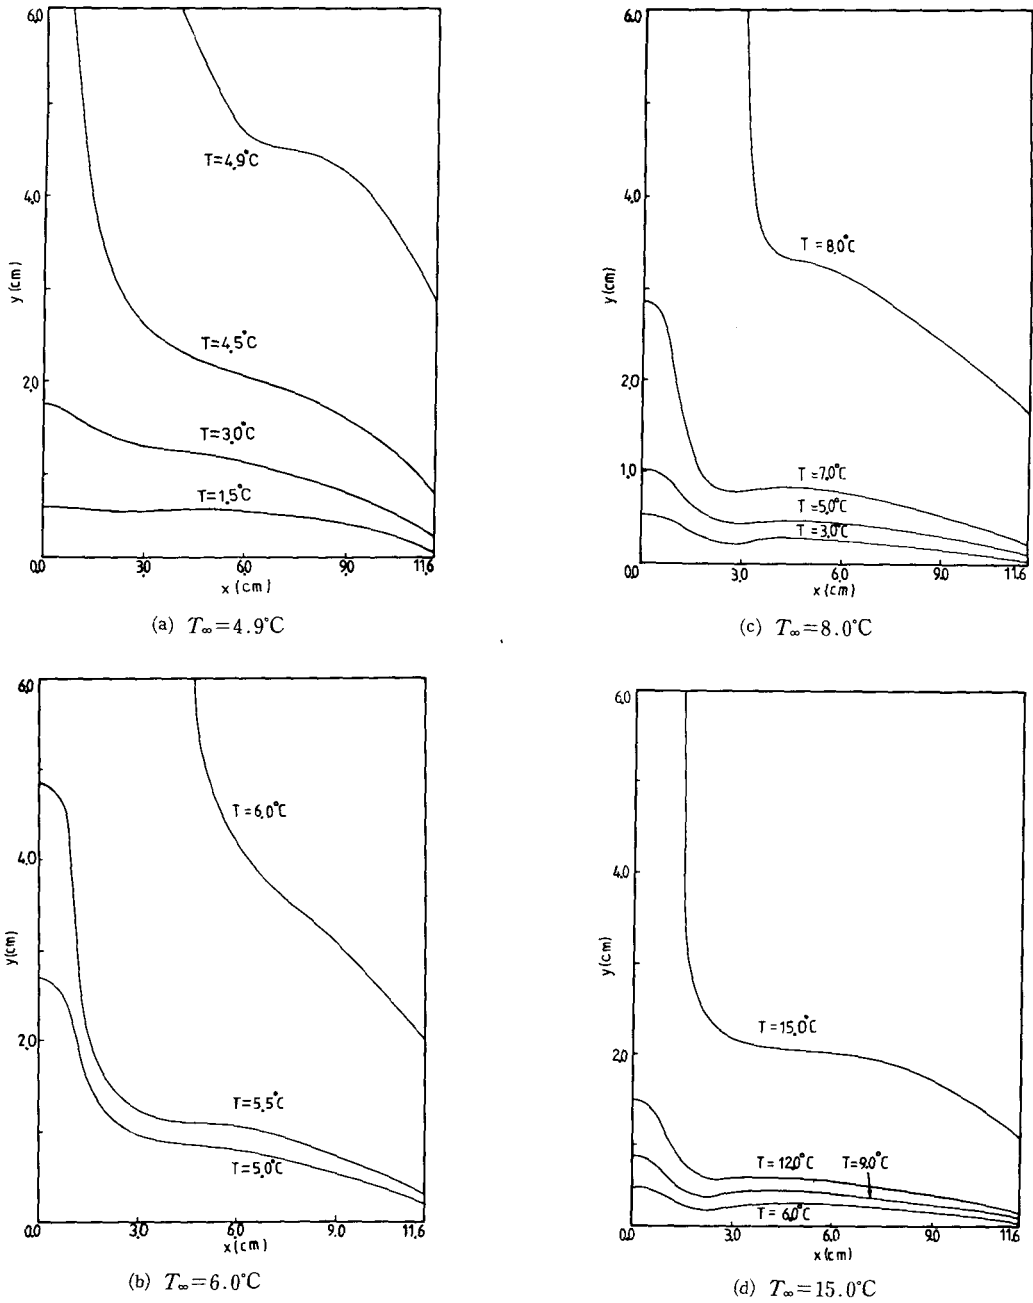 6.0
4.0
2.0
0.0
3.0
6.0
9.0
11.6
y (cm)
x (cm)
T=4.9°C
T=4.5°C
T=3.0°C
T=1.5°C
(a) T∞=4.9°C
6.0
4.0
2.0
1.0
0.0
3.0
6.0
9.0
11.6
y (cm)
x (cm)
T=8.0°C
T=7.0°C
T=5.0°C
T=3.0°C
(c) T∞=8.0°C
6.0
4.0
2.0
0.0
3.0
6.0
9.0
11.6
y (cm)
x (cm)
T=6.0°C
T=5.5°C
T=5.0°C
(b) T∞=6.0°C
6.0
4.0
2.0
0.0
3.0
6.0
9.0
11.6
y (cm)
x (cm)
T=15.0°C
T=12.0°C
T=9.0°C
T=6.0°C
(d) T∞=15.0°C